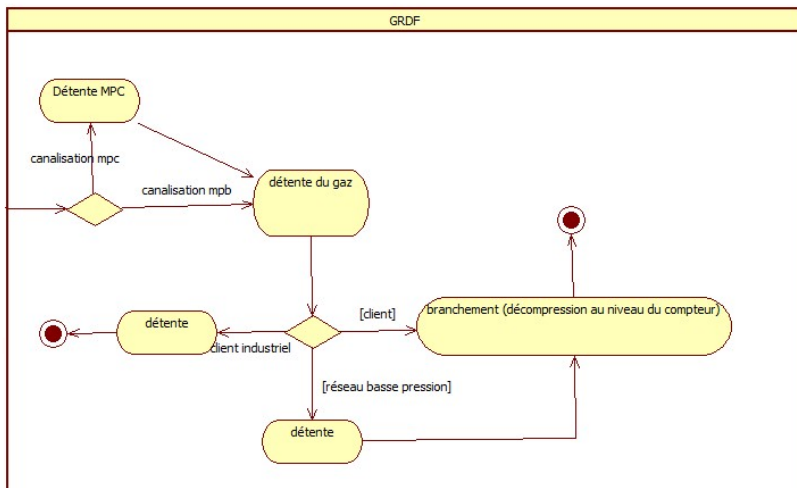 GRDF
Détente MPC
canalisation mpc
canalisation mpb
détente du gaz
branchement (décompression au niveau du compteur)
[client]
détente
client industriel
[réseau basse pression]
détente